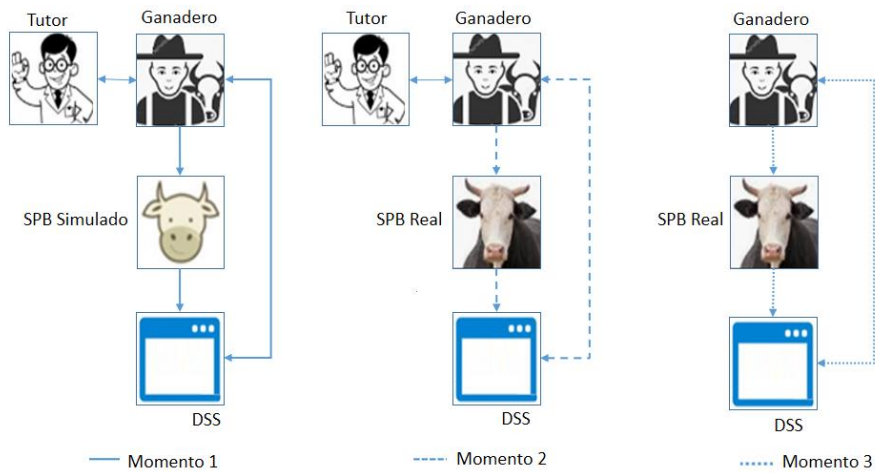 Tutor
Ganadero
SPB Simulado
DSS
Momento 1
Tutor
Ganadero
SPB Real
DSS
Momento 2
Ganadero
SPB Real
DSS
Momento 3